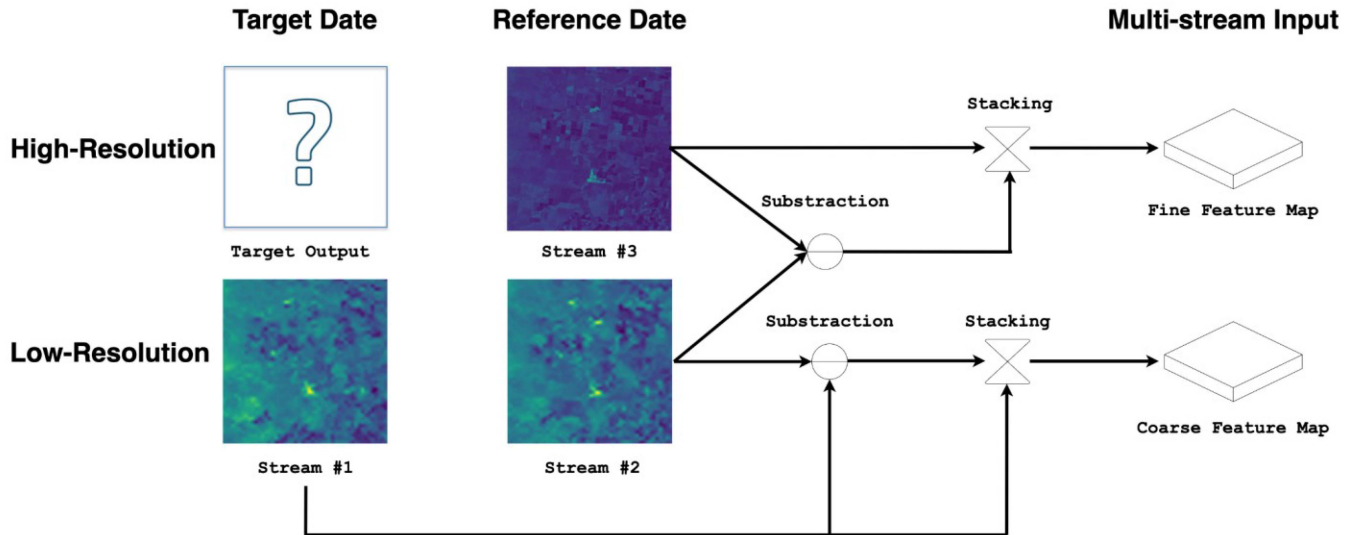 Target Date
Reference Date
Multi-stream Input
High-Resolution
?
Target Output
Stream #3
Substraction
Stacking
Fine Feature Map
Low-Resolution
Stream #1
Stream #2
Substraction
Stacking
Coarse Feature Map